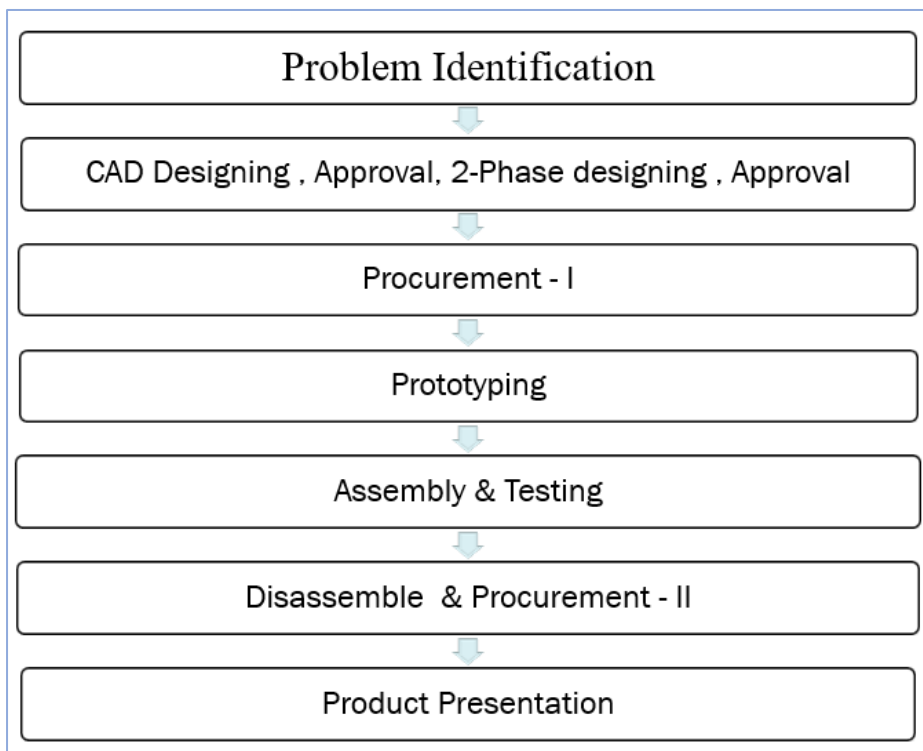 Problem Identification
CAD Designing , Approval, 2-Phase designing , Approval
Procurement - I
Prototyping
Assembly & Testing
Disassemble  & Procurement - II
Product Presentation